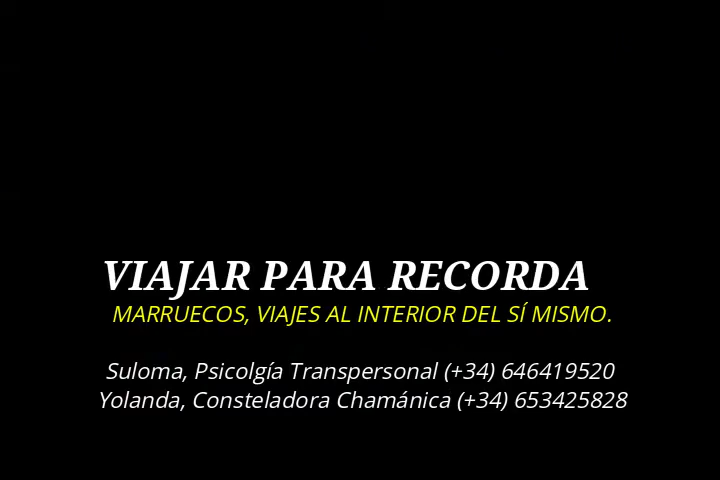 VIAJAR PARA RECORDA
MARRUECOS, VIAJES AL INTERIOR DEL SÍ MISMO.
Suloma, Psicolgía Transpersonal (+34) 646419520
Yolanda, Consteladora Chamánica (+34) 653425828